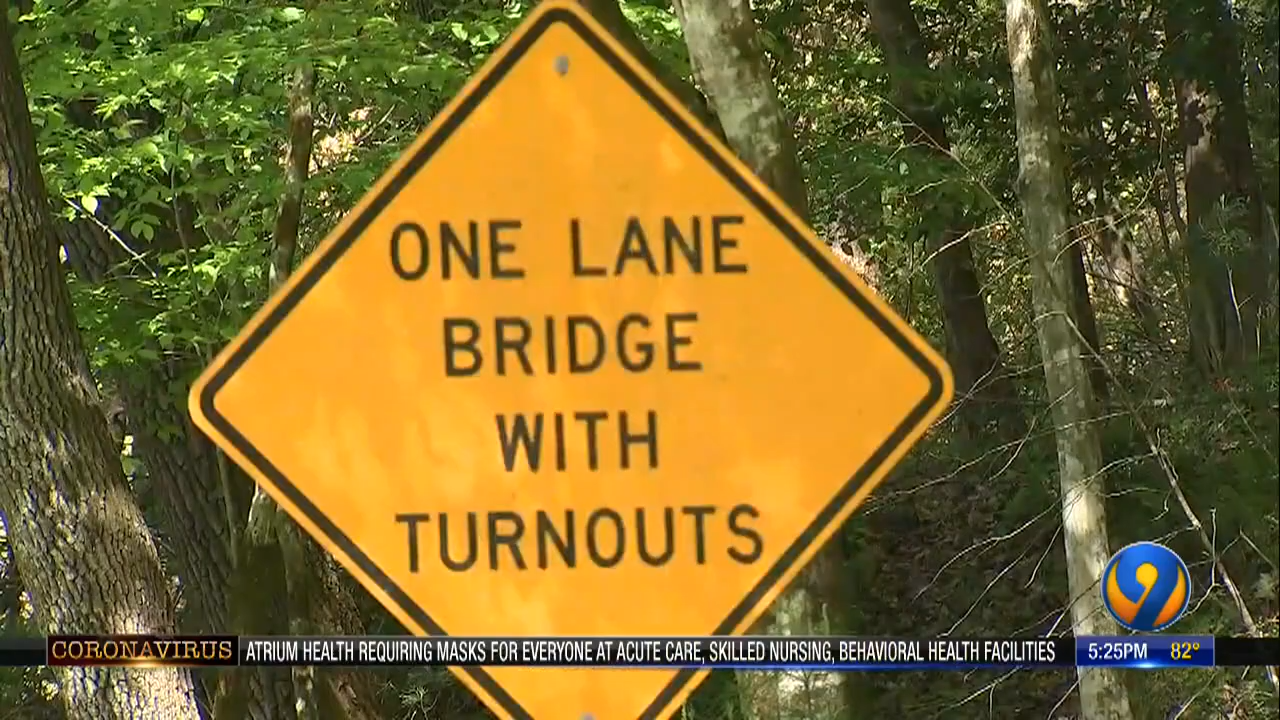 ONE LANE
BRIDGE
WITH
TURNOUTS
9
CORONAVIRUS ATRIUM HEALTH REQUIRING MASKS FOR EVERYONE AT ACUTE CARE, SKILLED NURSING, BEHAVIORAL HEALTH FACILITIES 5:25PM 82°